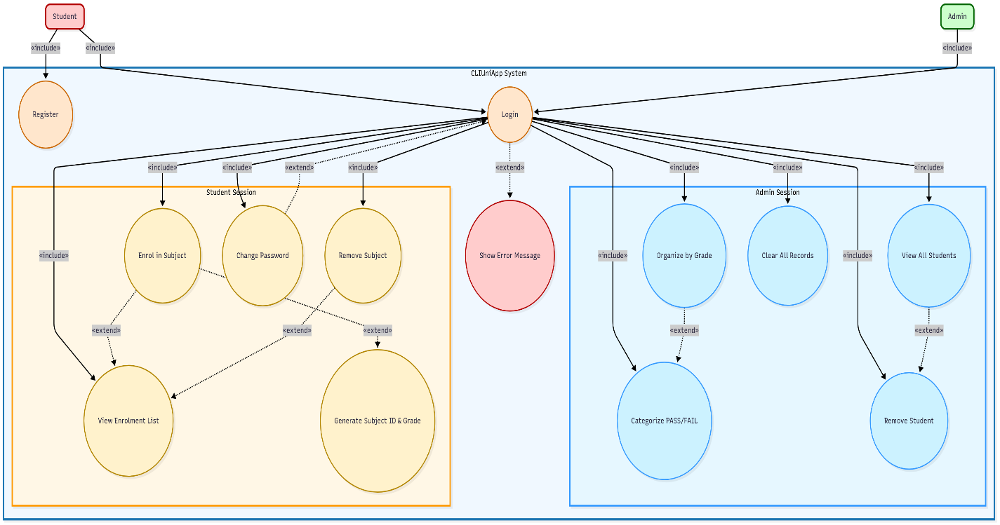 Student
Admin
«include»
«include»
«include»
CLIUniApp System
Register
Login
«include»
«include»
«extend»
«include»
«extend»
«include»
«include»
«include»
Student Session
Admin Session
«include»
Enrol in Subject
Change Password
Remove Subject
Show Error Message
«include»
Organize by Grade
Clear All Records
«include»
View All Students
«extend»
«extend»
«extend»
«extend»
«extend»
View Enrolment List
Generate Subject ID & Grade
Categorize PASS/FAIL
Remove Student